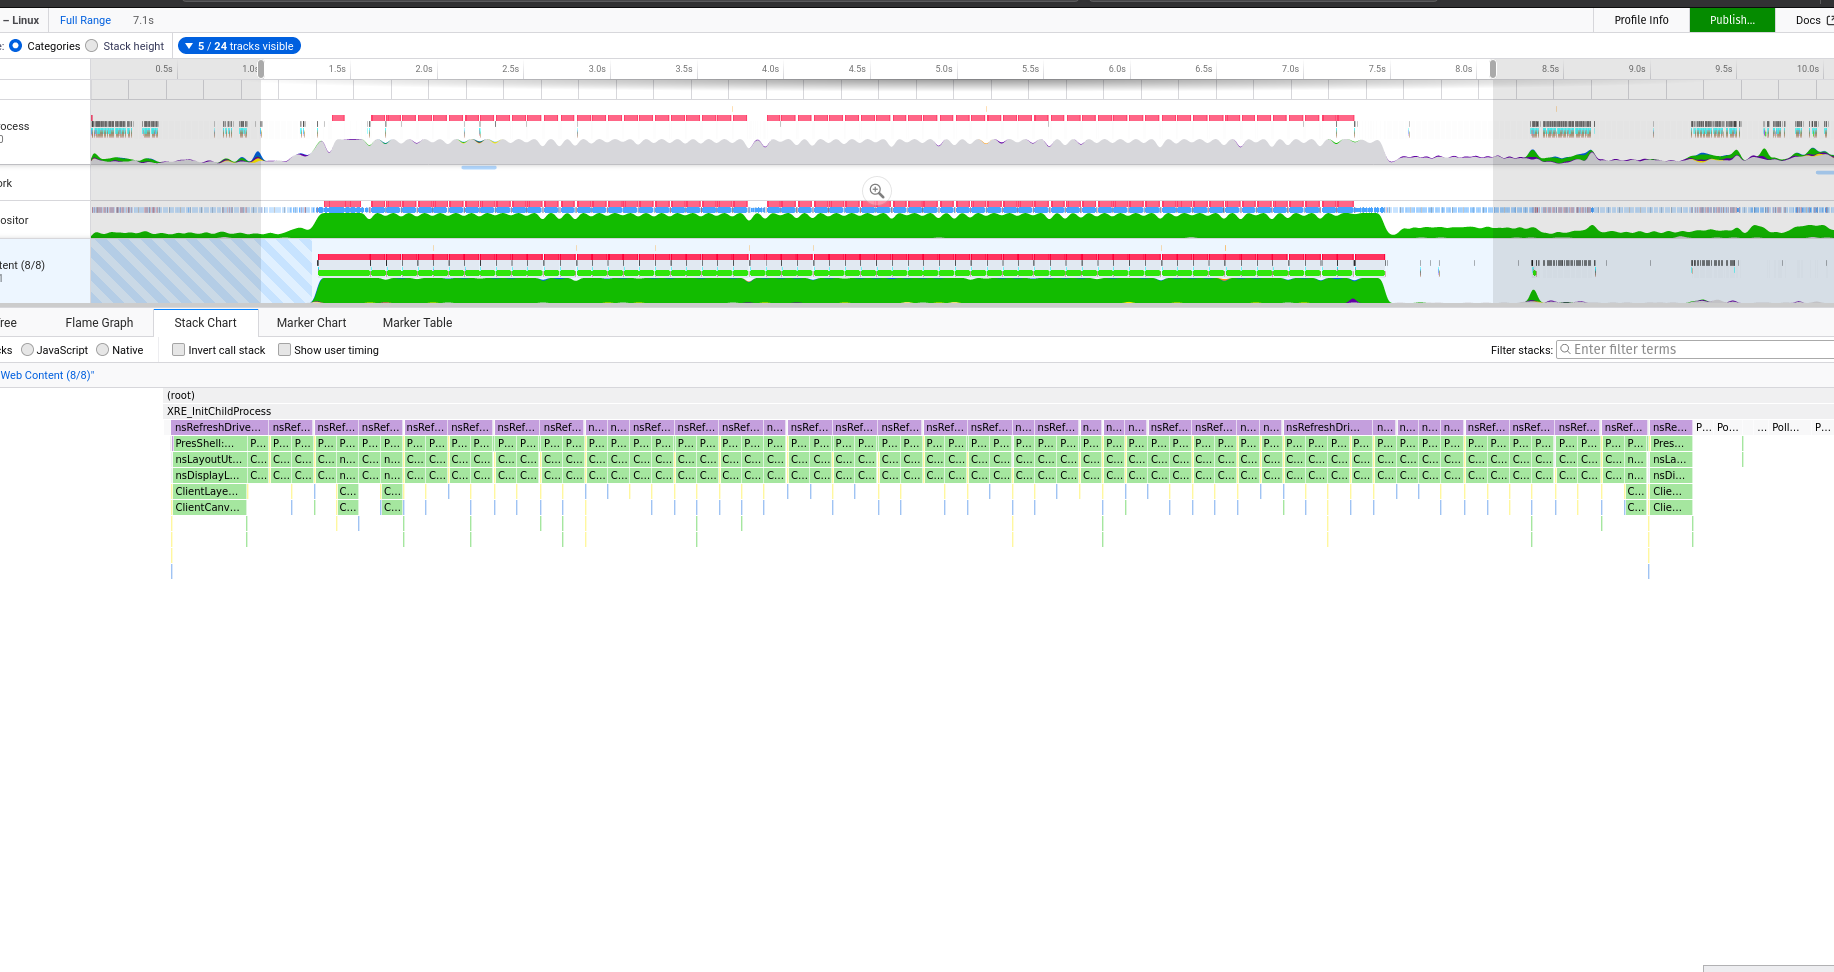 – Linux Full Range 7.1s Profile Info Publish... Docs
e: Categories Stack height 5 / 24 tracks visible
0.5s 1.0s 1.5s 2.0s 2.5s 3.0s 3.5s 4.0s 4.5s 5.0s 5.5s 6.0s 6.5s 7.0s 7.5s 8.0s 8.5s 9.0s 9.5s 10.0s
ocess
0
ork
ositor
tent (8/8)
1
ree Flame Graph Stack Chart Marker Chart Marker Table
cks JavaScript Native Invert call stack Show user timing Filter stacks: Enter filter terms
Web Content (8/8)"
(root)
XRE_InitChildProcess
nsRefreshDrive... nsRef... nsRef... nsRef... nsRef... nsRef... nsRef... nsRef... n... n... nsRef... nsRef... nsRef... n... nsRef... nsRef... nsRef... nsRef... nsRef... n... nsRef... n... n... n... nsRef... nsRef... n... n... nsRefreshDri... n... n... n... n... nsRef... nsRef... nsRef... nsRef... nsRe... P... Po... ... Poll... P...
PresShell:... P... P... P... P... P... P... P... P... P... P... P... P... P... P... P... P... P... P... P... P... P... P... P... P... P... P... P... P... P... P... P... P... P... P... P... P... P... P... P... P... P... P... P... P... P... P... P... P... P... P... P... P... P... P... P... P... P... P... P... P... P... P... Pres...
nsLayoutUt... C... C... C... C... n... C... n... C... C... C... C... C... C... C... C... C... C... C... C... C... C... C... C... C... C... C... C... C... C... C... C... C... C... C... C... C... C... C... C... C... C... C... C... C... C... C... C... C... C... C... C... C... C... C... C... C... C... C... C... C... C... n... nsLa...
nsDisplayL... C... C... C... C... n... C... n... C... C... C... C... C... C... C... C... C... C... C... C... C... C... C... C... C... C... C... C... C... C... C... C... C... C... C... C... C... C... C... C... C... C... C... C... C... C... C... C... C... C... C... C... C... C... C... C... C... C... C... C... C... C... n... nsDi...
ClientLaye... C... C... C... Clie...
ClientCanv... C... C... C... Clie...